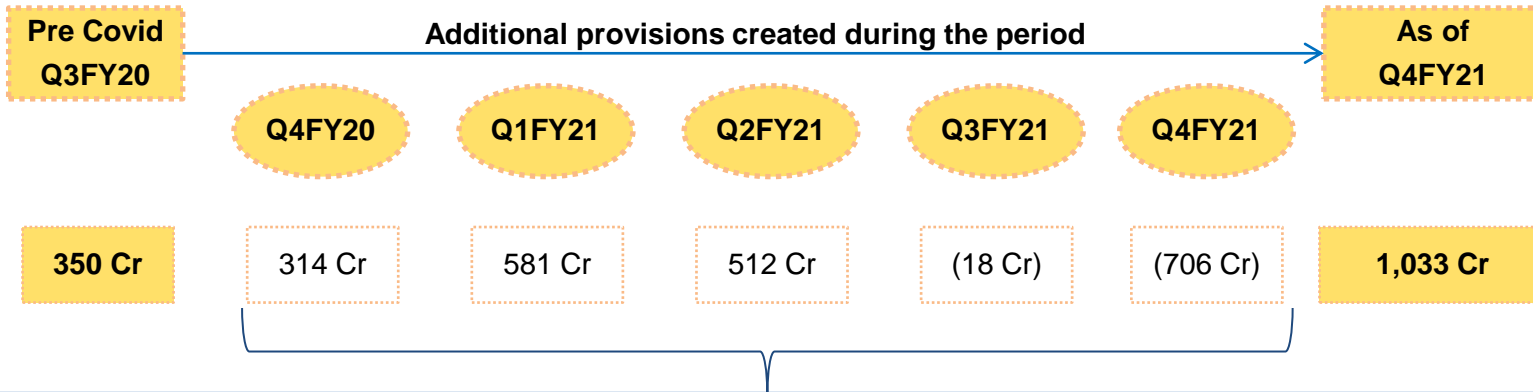 Pre Covid
Q3FY20
Additional provisions created during the period
As of
Q4FY21
Q4FY20
Q1FY21
Q2FY21
Q3FY21
Q4FY21
350 Cr
314 Cr
581 Cr
512 Cr
(18 Cr)
(706 Cr)
1,033 Cr